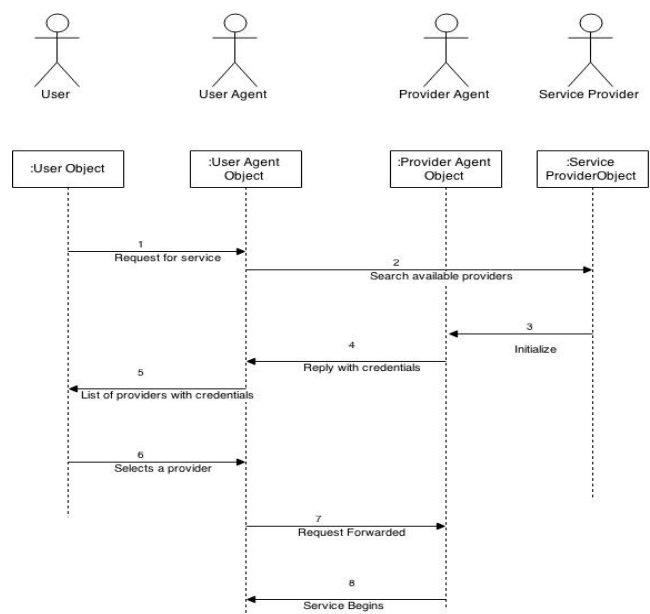 User
User Agent
Provider Agent
Service Provider
:User Object
:User Agent
Object
:Provider Agent
Object
:Service
ProviderObject
1
Request for service
2
Search available providers
3
Initialize
4
Reply with credentials
5
List of providers with credentials
6
Selects a provider
7
Request Forwarded
8
Service Begins